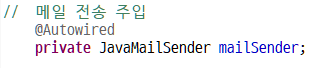 // 메일 전송 주입
@Autowired
private JavaMailSender mailSender;